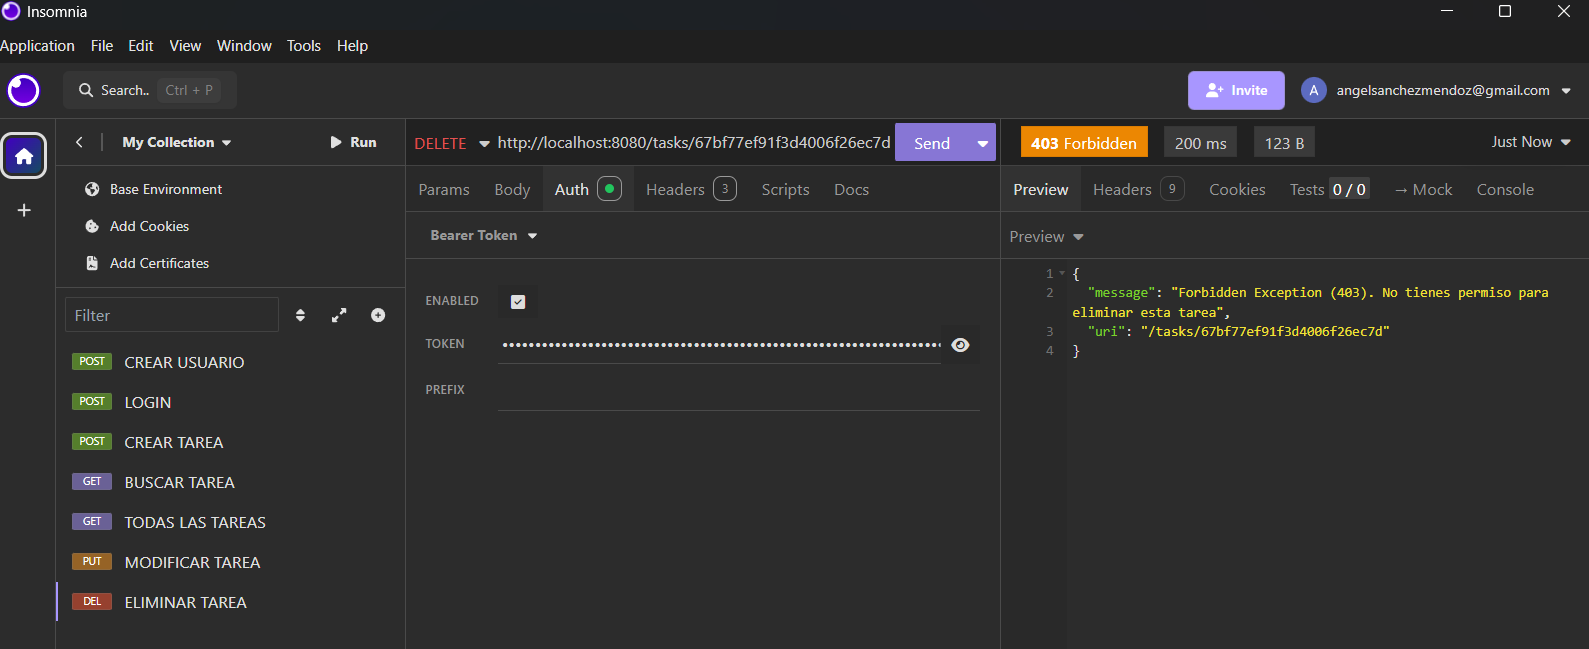 Insomnia
Application File Edit View Window Tools Help
Search.. Ctrl + P
Invite
A angelsanchezmendoz@gmail.com
My Collection
Run
DELETE http://localhost:8080/tasks/67bf77ef91f3d4006f26ec7d Send
403 Forbidden 200 ms 123 B Just Now
Base Environment
Add Cookies
Add Certificates
Filter
POST CREAR USUARIO
POST LOGIN
POST CREAR TAREA
GET BUSCAR TAREA
GET TODAS LAS TAREAS
PUT MODIFICAR TAREA
DEL ELIMINAR TAREA
Params Body Auth Headers 3 Scripts Docs
Bearer Token
ENABLED
TOKEN ••••••••••••••••••••••••••••••••••••••••••••••••••••••••••••••••••
PREFIX
Preview Headers 9 Cookies Tests 0 / 0 → Mock Console
Preview
1 {
2 "message": "Forbidden Exception (403). No tienes permiso para
eliminar esta tarea",
3 "uri": "/tasks/67bf77ef91f3d4006f26ec7d"
4 }